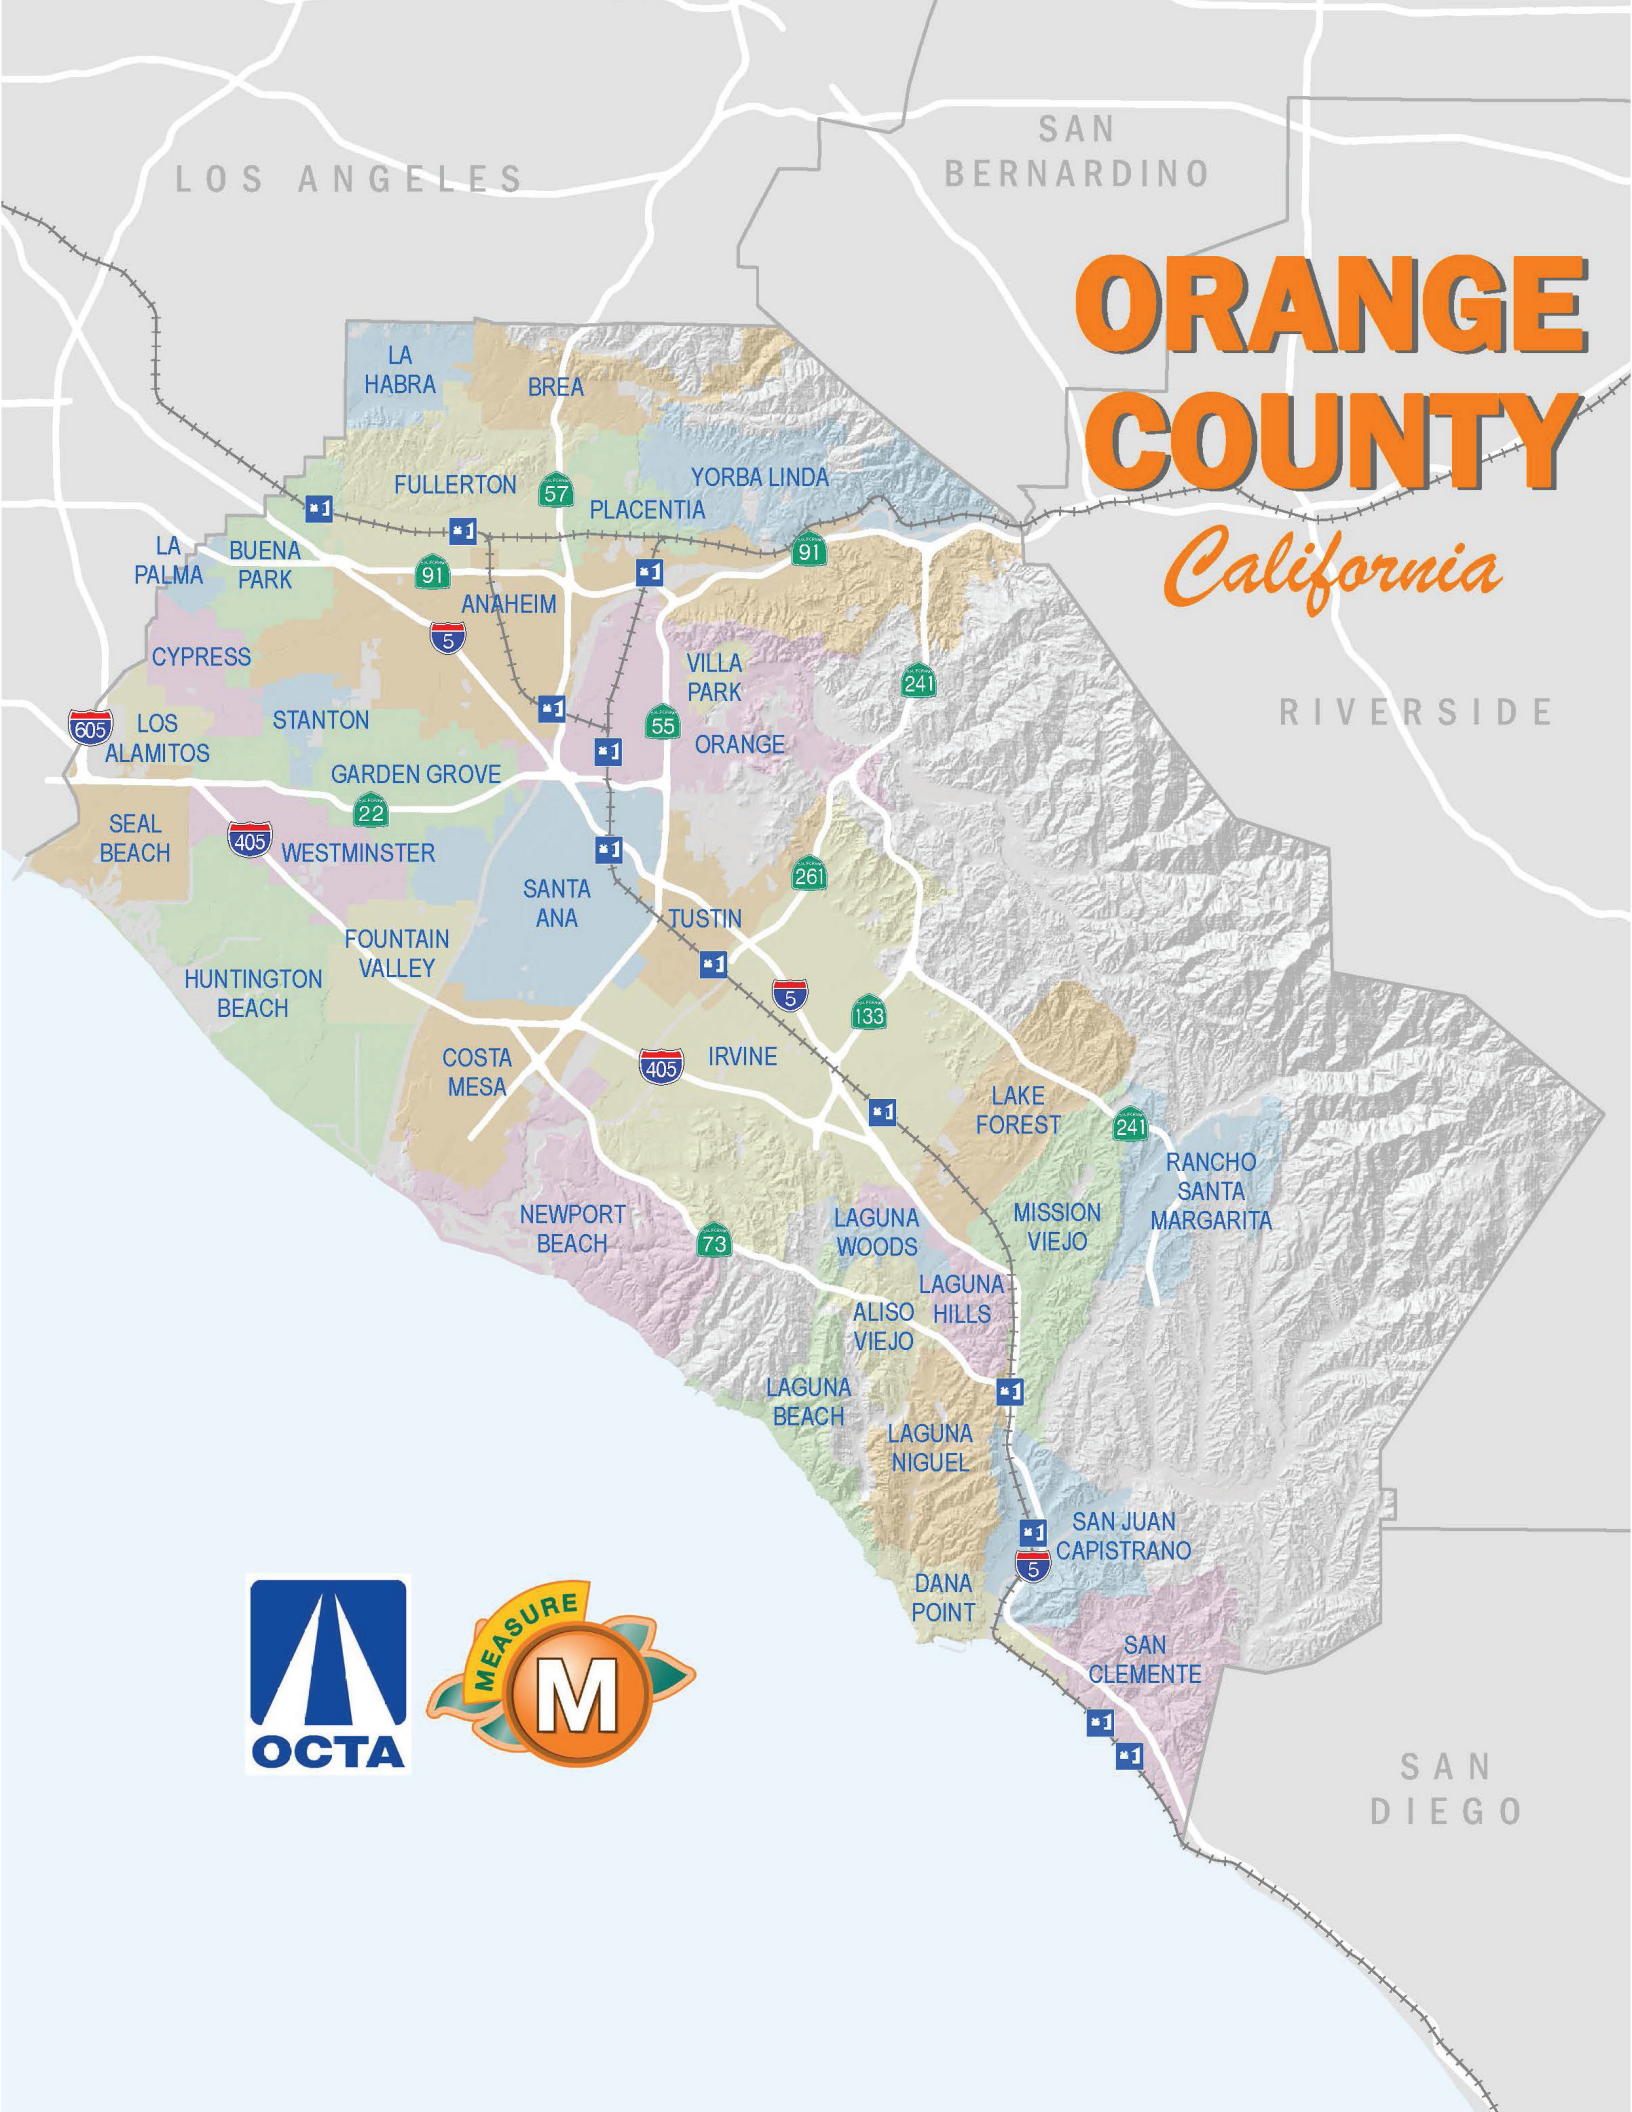 LOS ANGELES
SAN
BERNARDINO
ORANGE
COUNTY
California
LA
HABRA
BREA
FULLERTON
57
YORBA LINDA
PLACENTIA
LA
PALMA
BUENA
PARK
91
91
ANAHEIM
5
CYPRESS
VILLA
PARK
241
RIVERSIDE
605
LOS
ALAMITOS
STANTON
55
ORANGE
GARDEN GROVE
22
SEAL
BEACH
405
WESTMINSTER
261
SANTA
ANA
TUSTIN
FOUNTAIN
VALLEY
HUNTINGTON
BEACH
5
133
COSTA
MESA
405
IRVINE
LAKE
FOREST
241
RANCHO
SANTA
MARGARITA
NEWPORT
BEACH
73
LAGUNA
WOODS
MISSION
VIEJO
LAGUNA
HILLS
ALISO
VIEJO
LAGUNA
BEACH
LAGUNA
NIGUEL
SAN JUAN
CAPISTRANO
5
DANA
POINT
SAN
CLEMENTE
MEASURE
M
OCTA
SAN
DIEGO